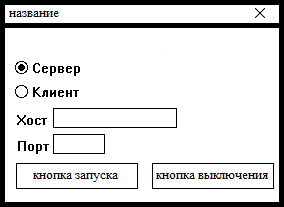 название
Сервер
Клиент
Хост
Порт
кнопка запуска кнопка выключения